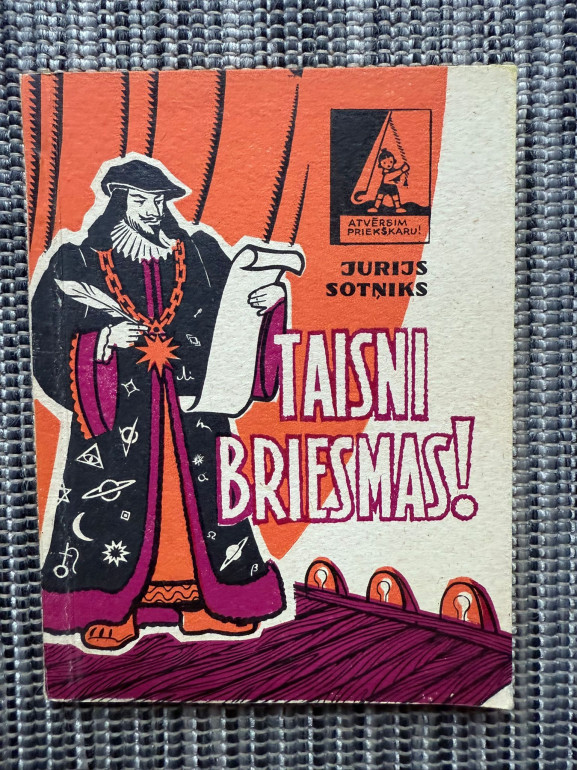 ATVĒRSIM
PRIEKŠKARU!
JURIJS
SOTŅIKS
TAISNI
BRIESMAS!